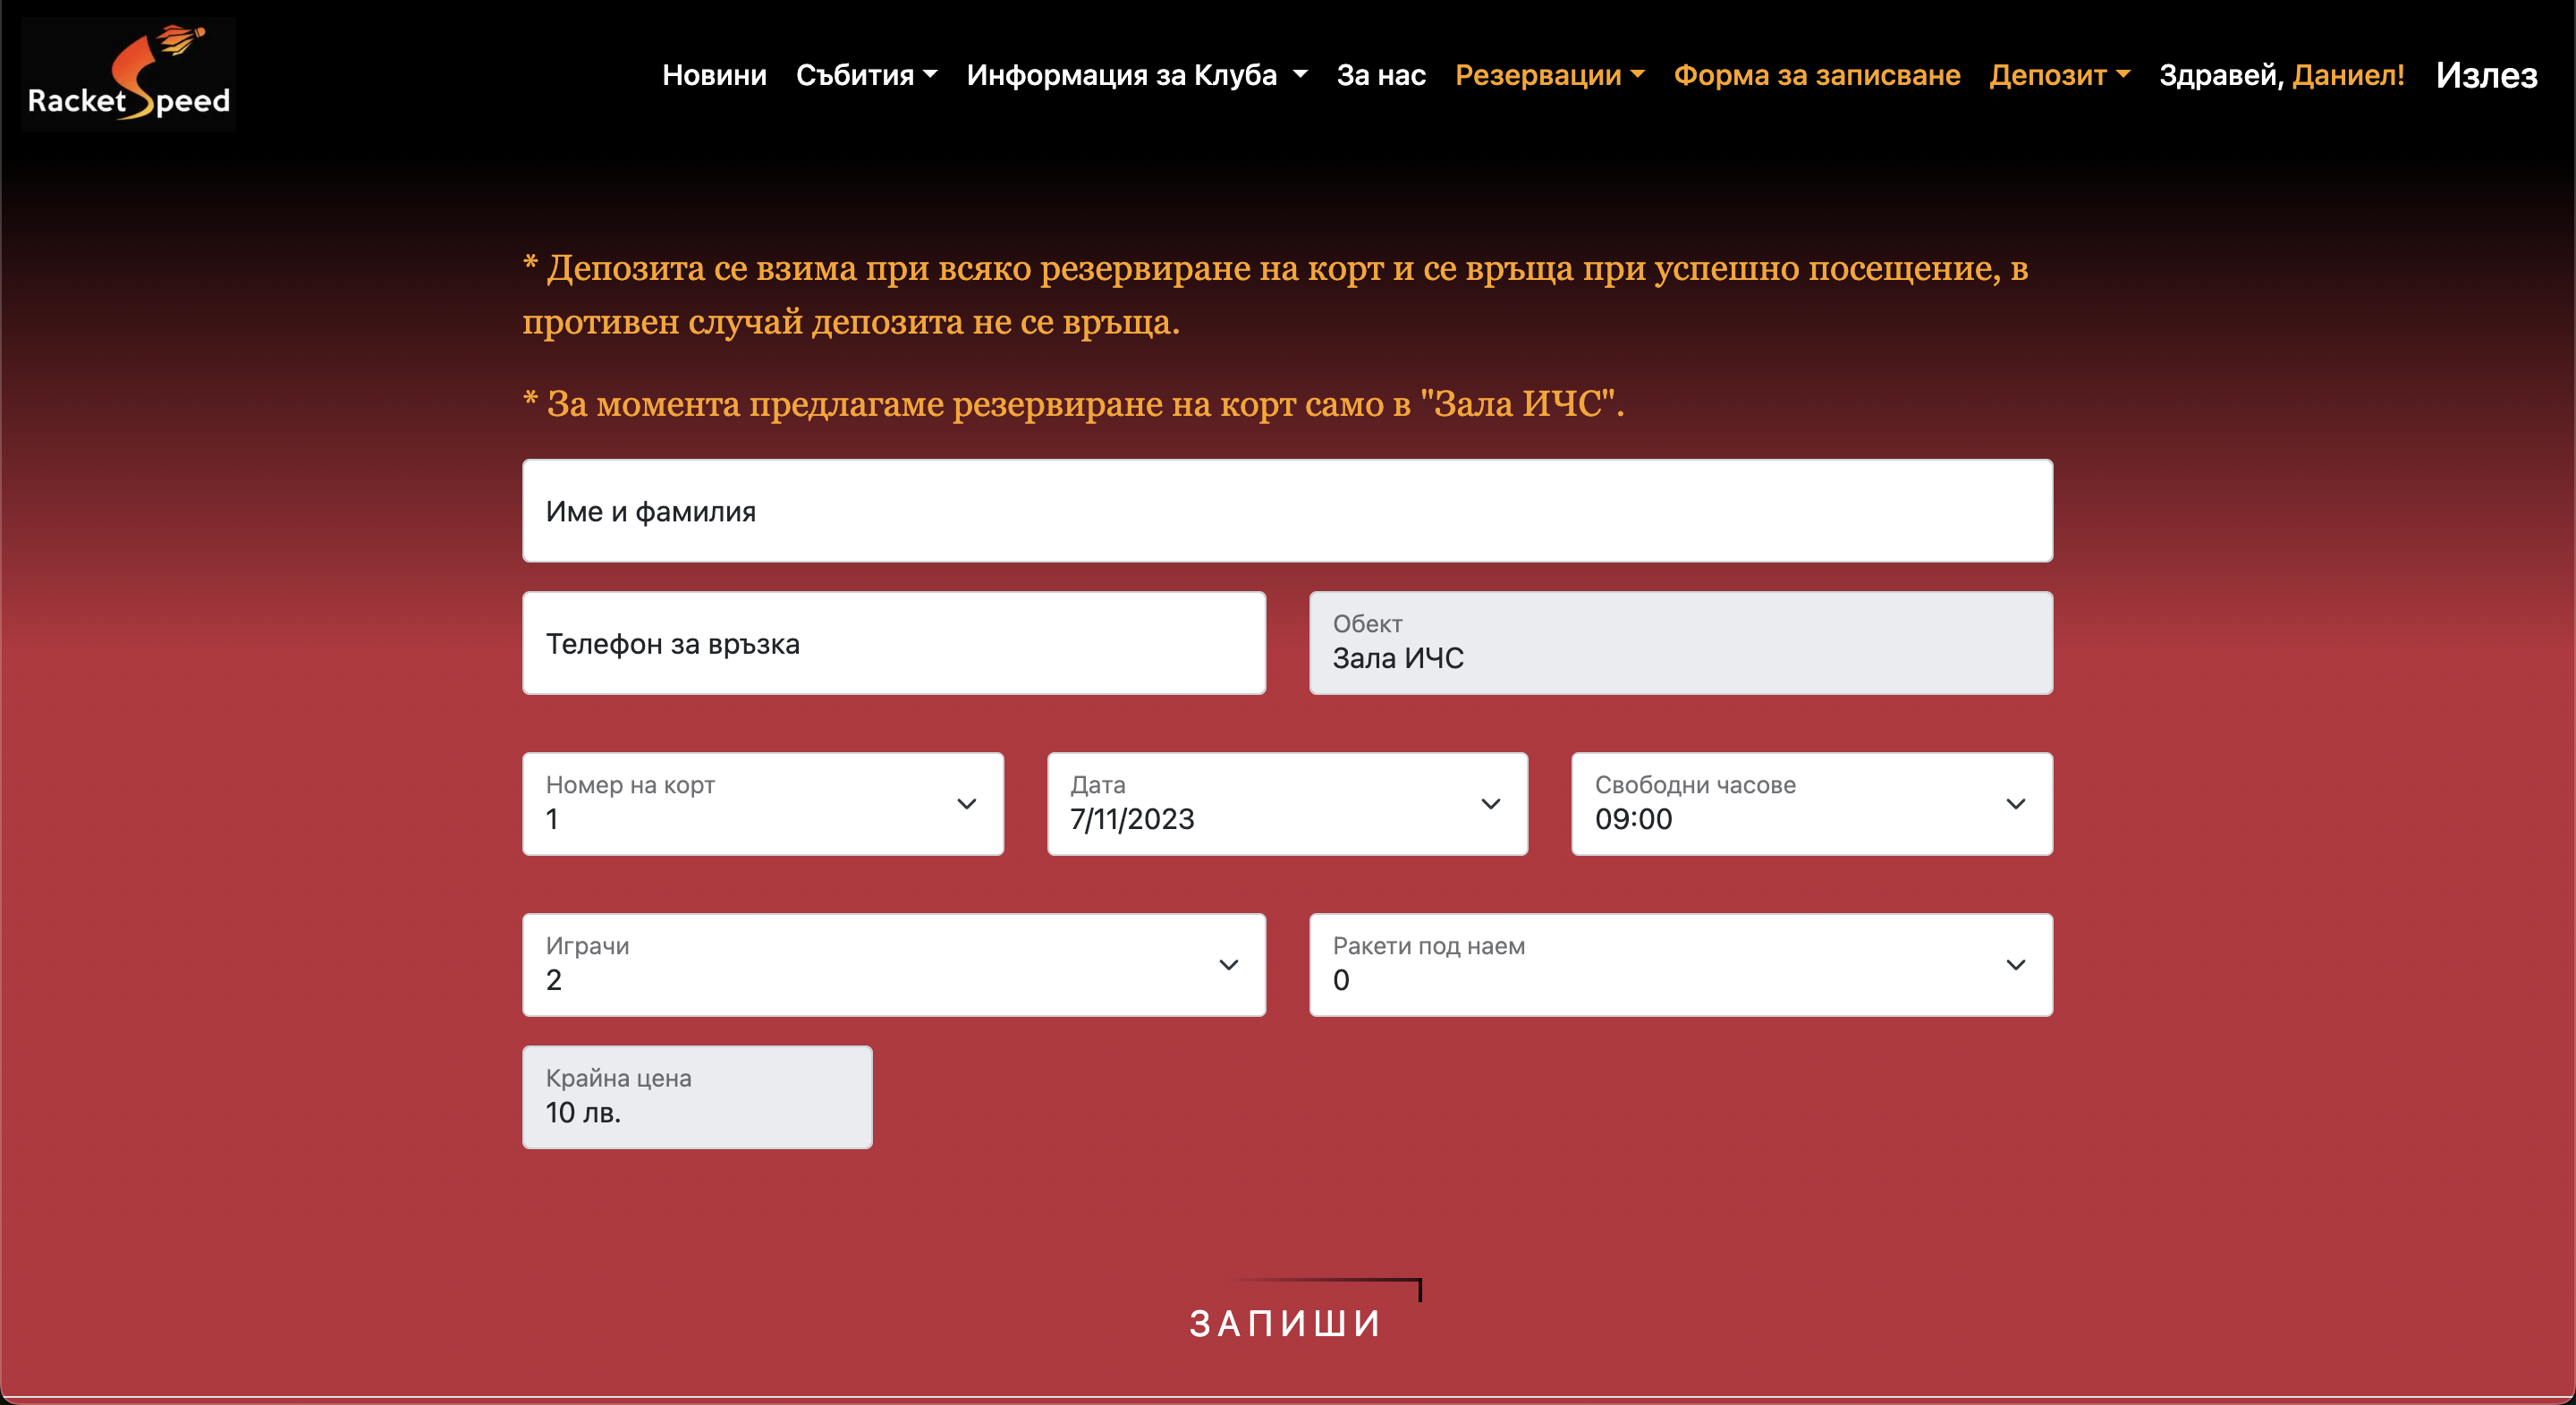 RacketSpeed
Новини Събития Информация за Клуба За нас Резервации Форма за записване Депозит Здравей, Даниел! Излез
* Депозита се взима при всяко резервиране на корт и се връща при успешно посещение, в
противен случай депозита не се връща.
* За момента предлагаме резервиране на корт само в "Зала ИЧС".
Име и фамилия
Телефон за връзка
Обект
Зала ИЧС
Номер на корт
1
Дата
7/11/2023
Свободни часове
09:00
Играчи
2
Ракети под наем
0
Крайна цена
10 лв.
ЗАПИШИ